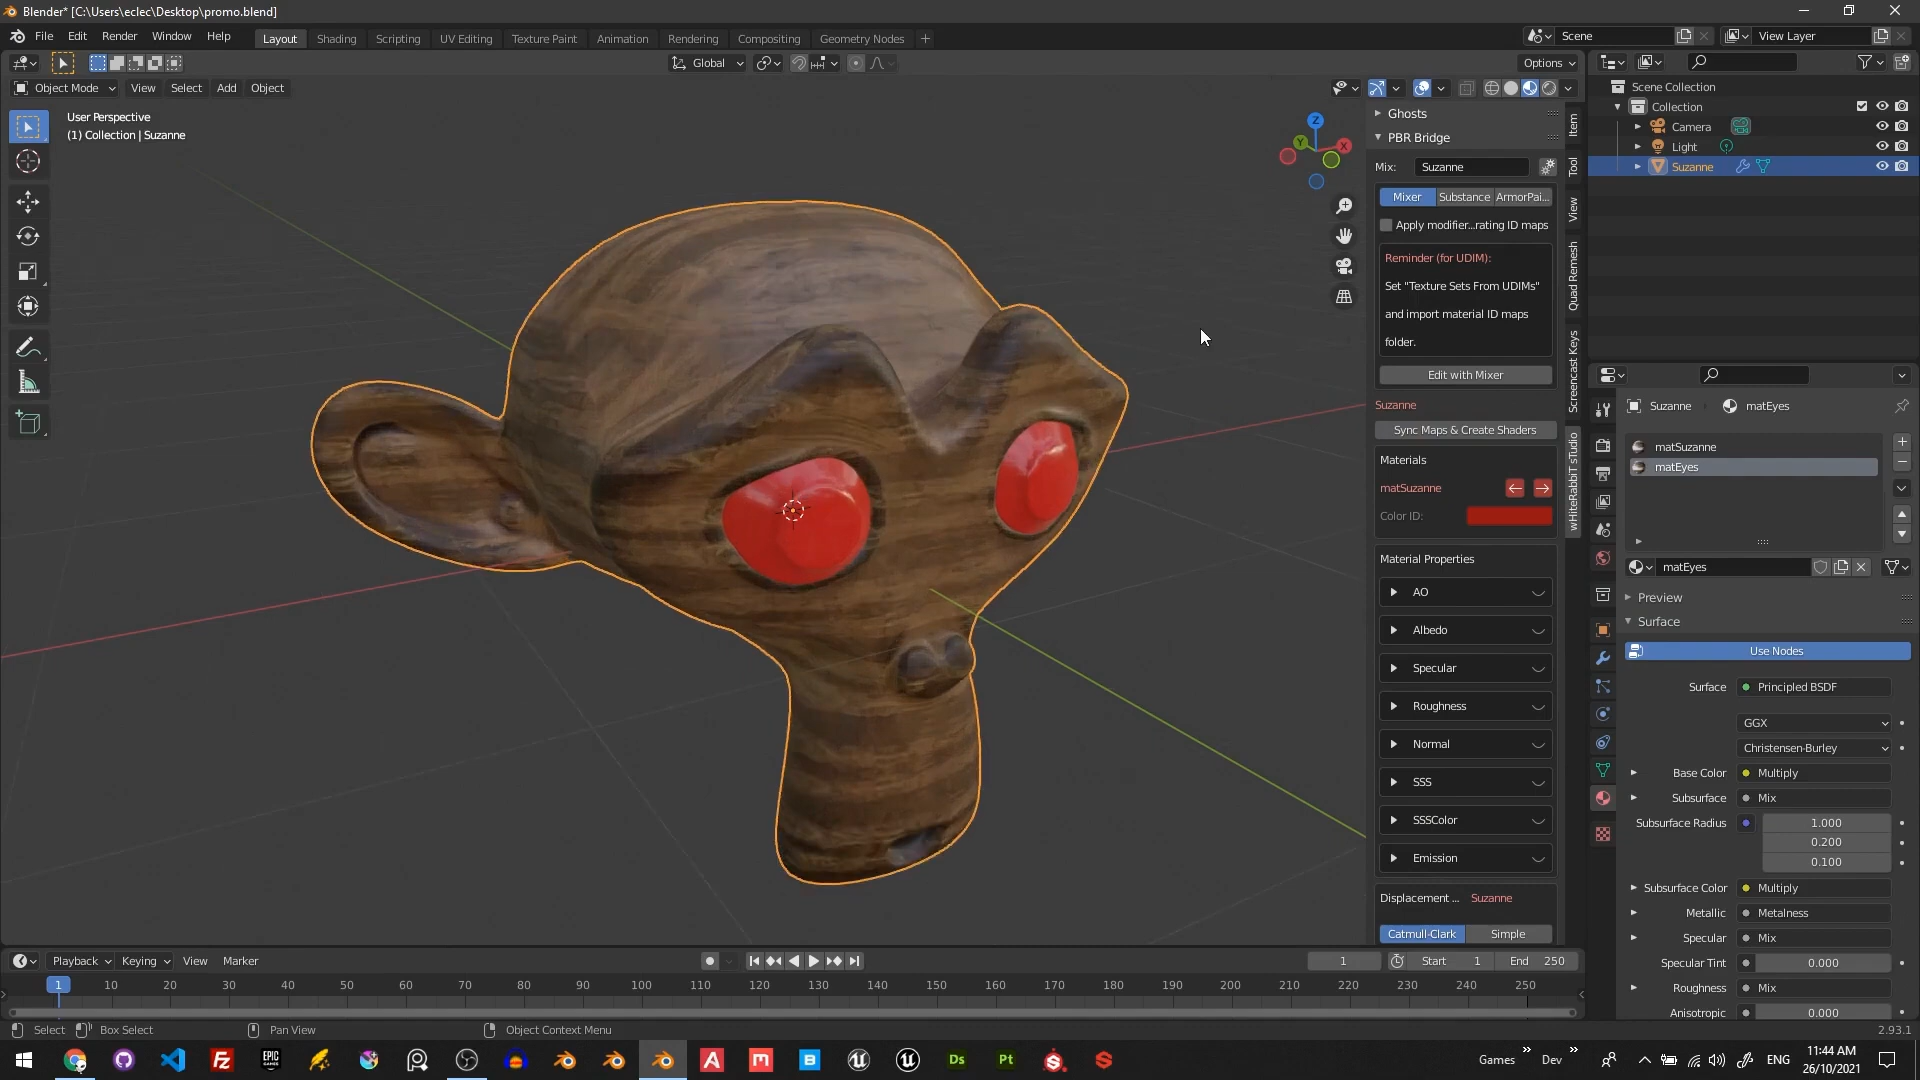 Blender* [C:\Users\eclec\Desktop\promo.blend]
File Edit Render Window Help
Layout Shading Scripting UV Editing Texture Paint Animation Rendering Compositing Geometry Nodes +
Scene
View Layer
Global
Options
Object Mode View Select Add Object
User Perspective
(1) Collection | Suzanne
Z
Y
X
Ghosts
PBR Bridge
Mix: Suzanne
Mixer Substance ArmorPai...
Apply modifier...rating ID maps
Reminder (for UDIM):
Set "Texture Sets From UDIMs"
and import material ID maps
folder.
Edit with Mixer
Suzanne
Sync Maps & Create Shaders
Materials
matSuzanne
Color ID:
Material Properties
AO
Albedo
Specular
Roughness
Normal
SSS
SSSColor
Emission
Displacement ... Suzanne
Catmull-Clark Simple
Item
Tool
View
Quad Remesh
Screencast Keys
wHiteRabbiT sTudio
Scene Collection
Collection
Camera
Light
Suzanne
Suzanne matEyes
matSuzanne
matEyes
matEyes
Preview
Surface
Use Nodes
Surface Principled BSDF
GGX
Christensen-Burley
Base Color Multiply
Subsurface Mix
Subsurface Radius 1.000
0.200
0.100
Subsurface Color Multiply
Metallic Metalness
Specular Mix
Specular Tint 0.000
Roughness Mix
Anisotropic 0.000
Playback Keying View Marker
1 Start 1 End 250
1 10 20 30 40 50 60 70 80 90 100 110 120 130 140 150 160 170 180 190 200 210 220 230 240 250
Select Box Select Pan View Object Context Menu
2.93.1
EPIC GAMES
A
M
B
Ds
Pt
Games
Dev
ENG
11:44 AM
26/10/2021